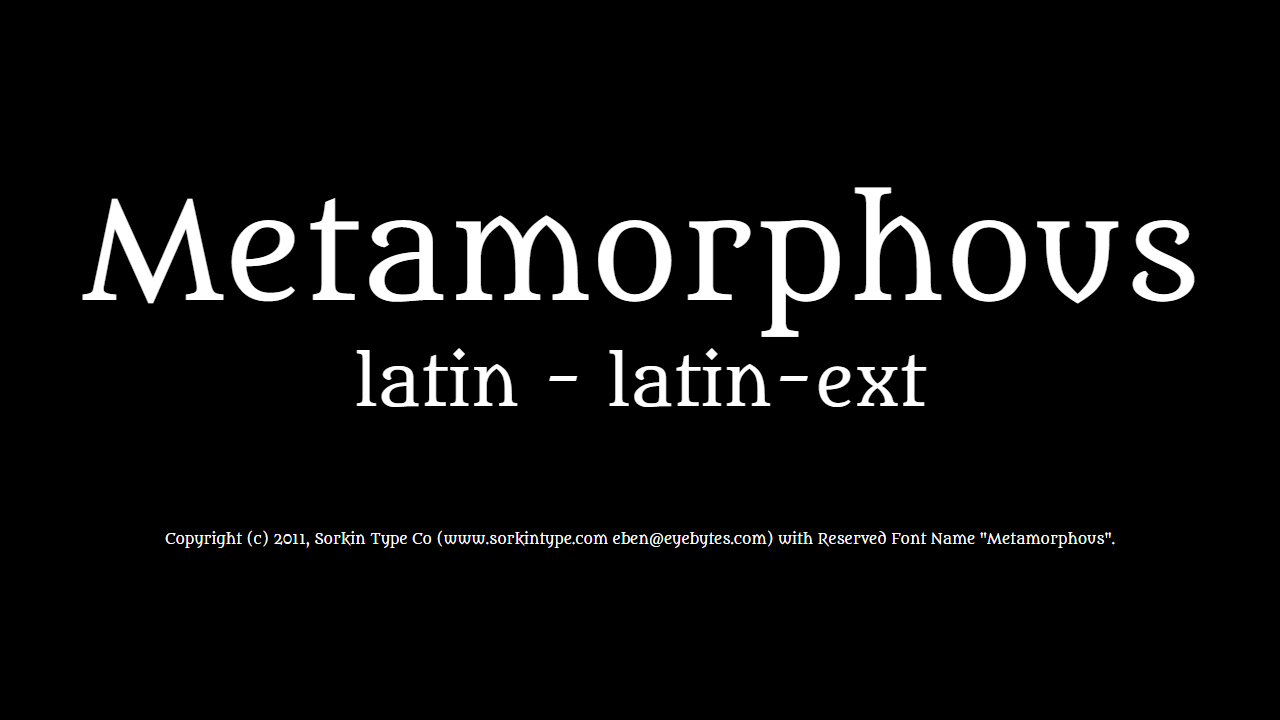 Metamorphous
latin - latin-ext
Copyright (c) 2011, Sorkin Type Co (www.sorkintype.com eben@eyebytes.com) with Reserved Font Name "Metamorphous".